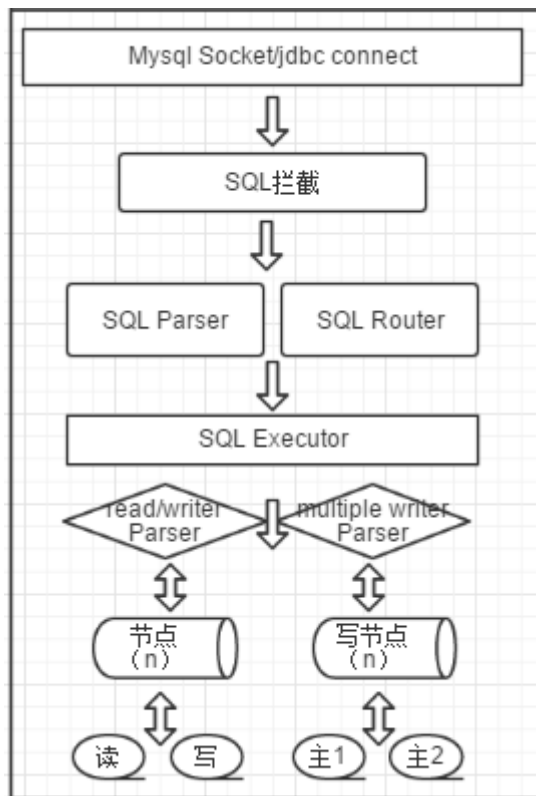 Mysql Socket/jdbc connect
SQL拦截
SQL Parser
SQL Router
SQL Executor
read/writer
Parser
multiple writer
Parser
节点
（n）
写节点
（n）
读
写
主1
主2